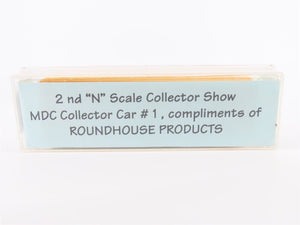 2 nd “N” Scale Collector Show
MDC Collector Car # 1 , compliments of
ROUNDHOUSE PRODUCTS